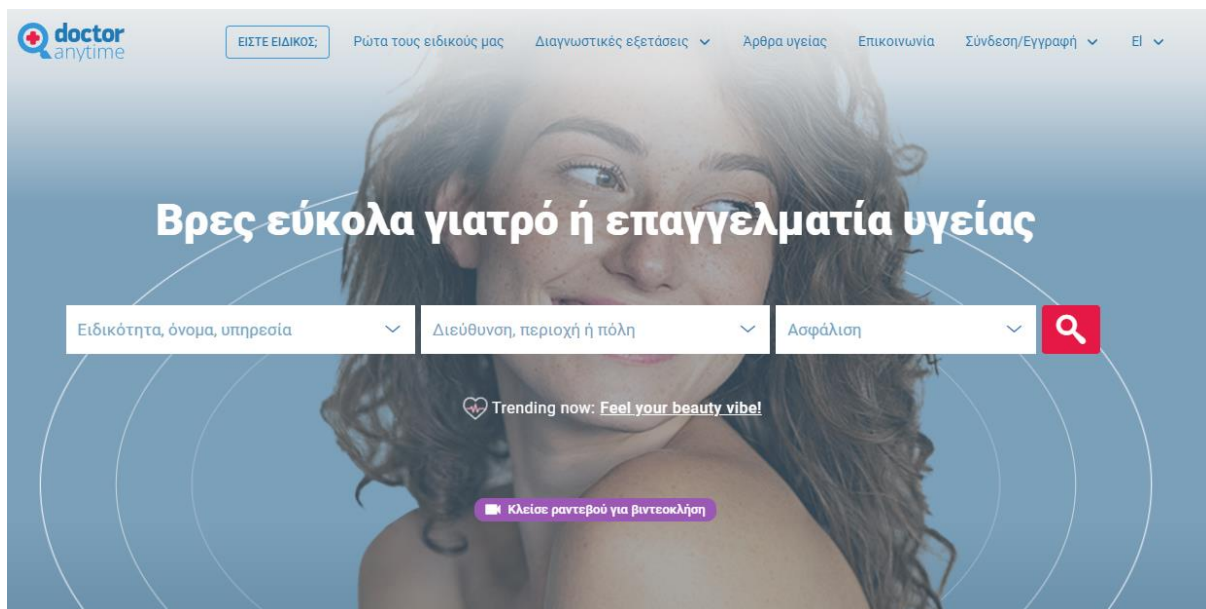 doctor
anytime
ΕΙΣΤΕ ΕΙΔΙΚΟΣ;
Ρώτα τους ειδικούς μας
Διαγνωστικές εξετάσεις
Άρθρα υγείας
Επικοινωνία
Σύνδεση/Εγγραφή
El
Βρες εύκολα γιατρό ή επαγγελματία υγείας
Ειδικότητα, όνομα, υπηρεσία
Διεύθυνση, περιοχή ή πόλη
Ασφάλιση
Trending now: Feel your beauty vibe!
Κλείσε ραντεβού για βιντεοκλήση